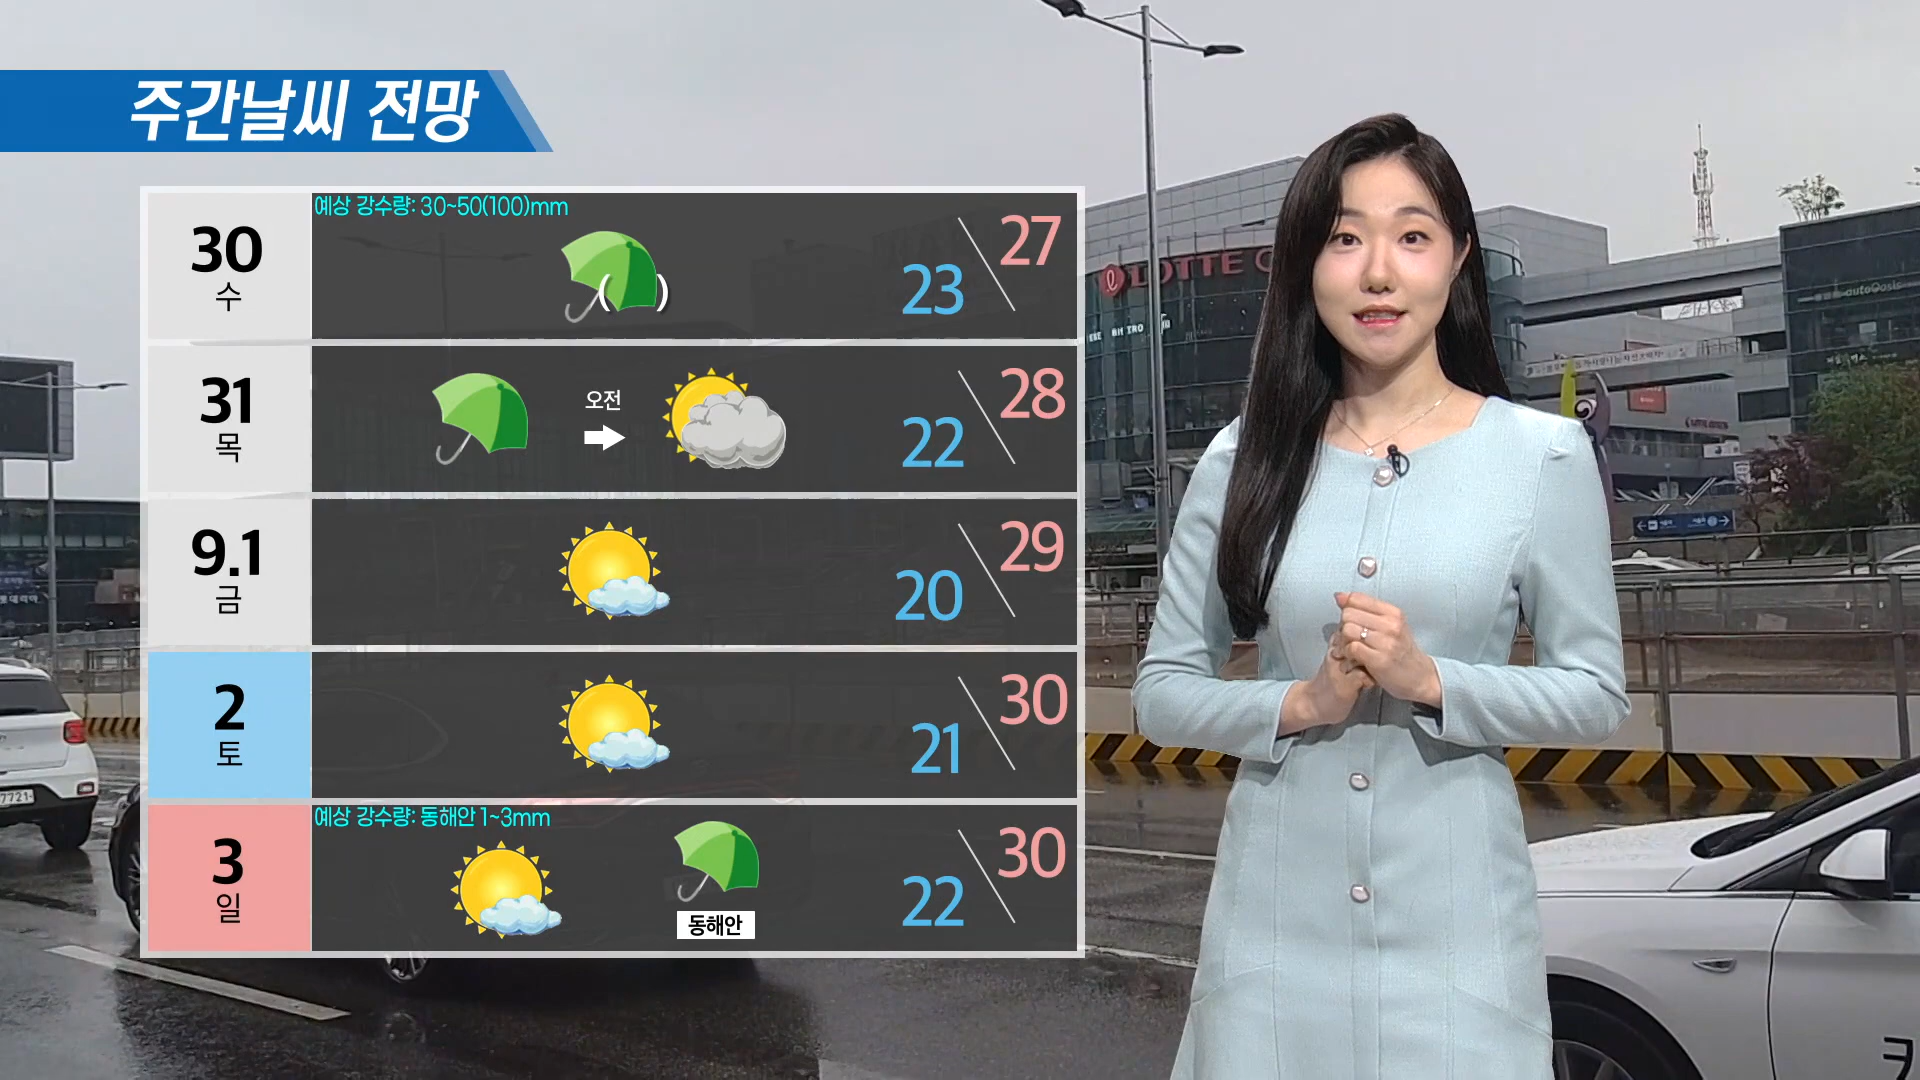 주간날씨 전망
30
수
예상 강수량: 30~50(100)mm
( )
23
27
31
목
오전
22
28
9.1
금
20
29
2
토
21
30
3
일
예상 강수량: 동해안 1~3mm
동해안
22
30
LOTTE
autoOasis
7721